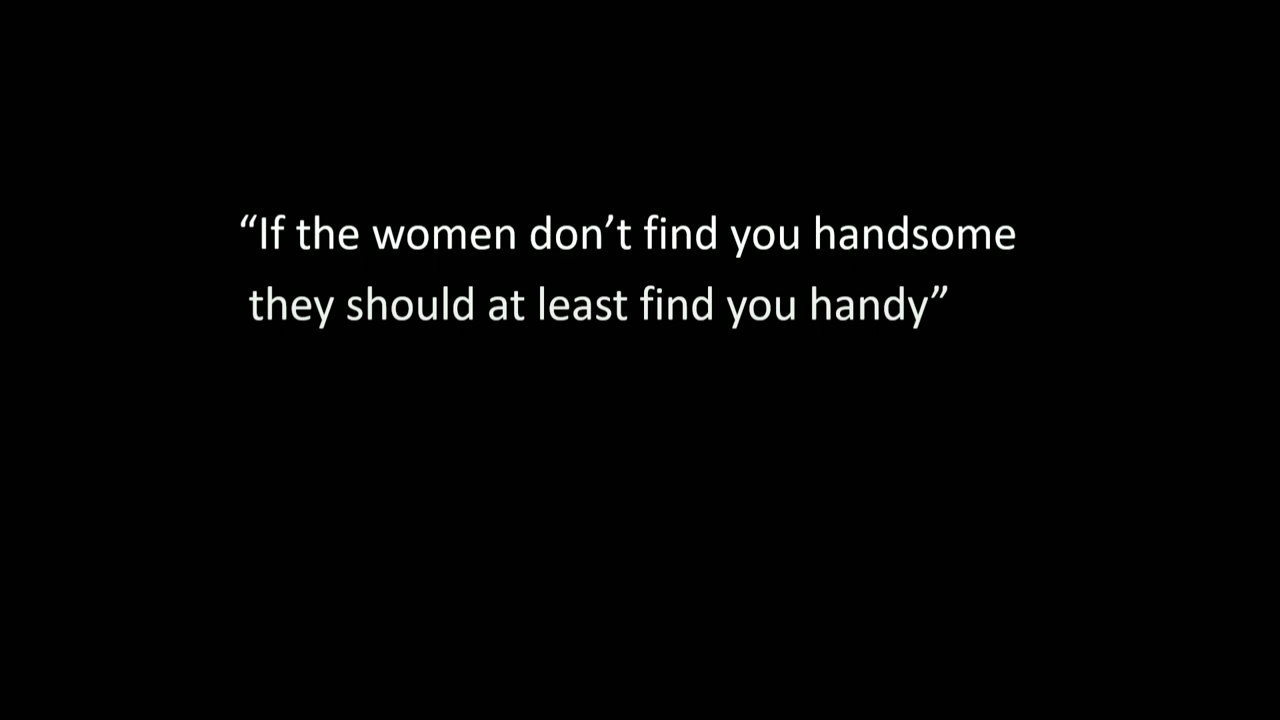 “If the women don’t find you handsome
they should at least find you handy”